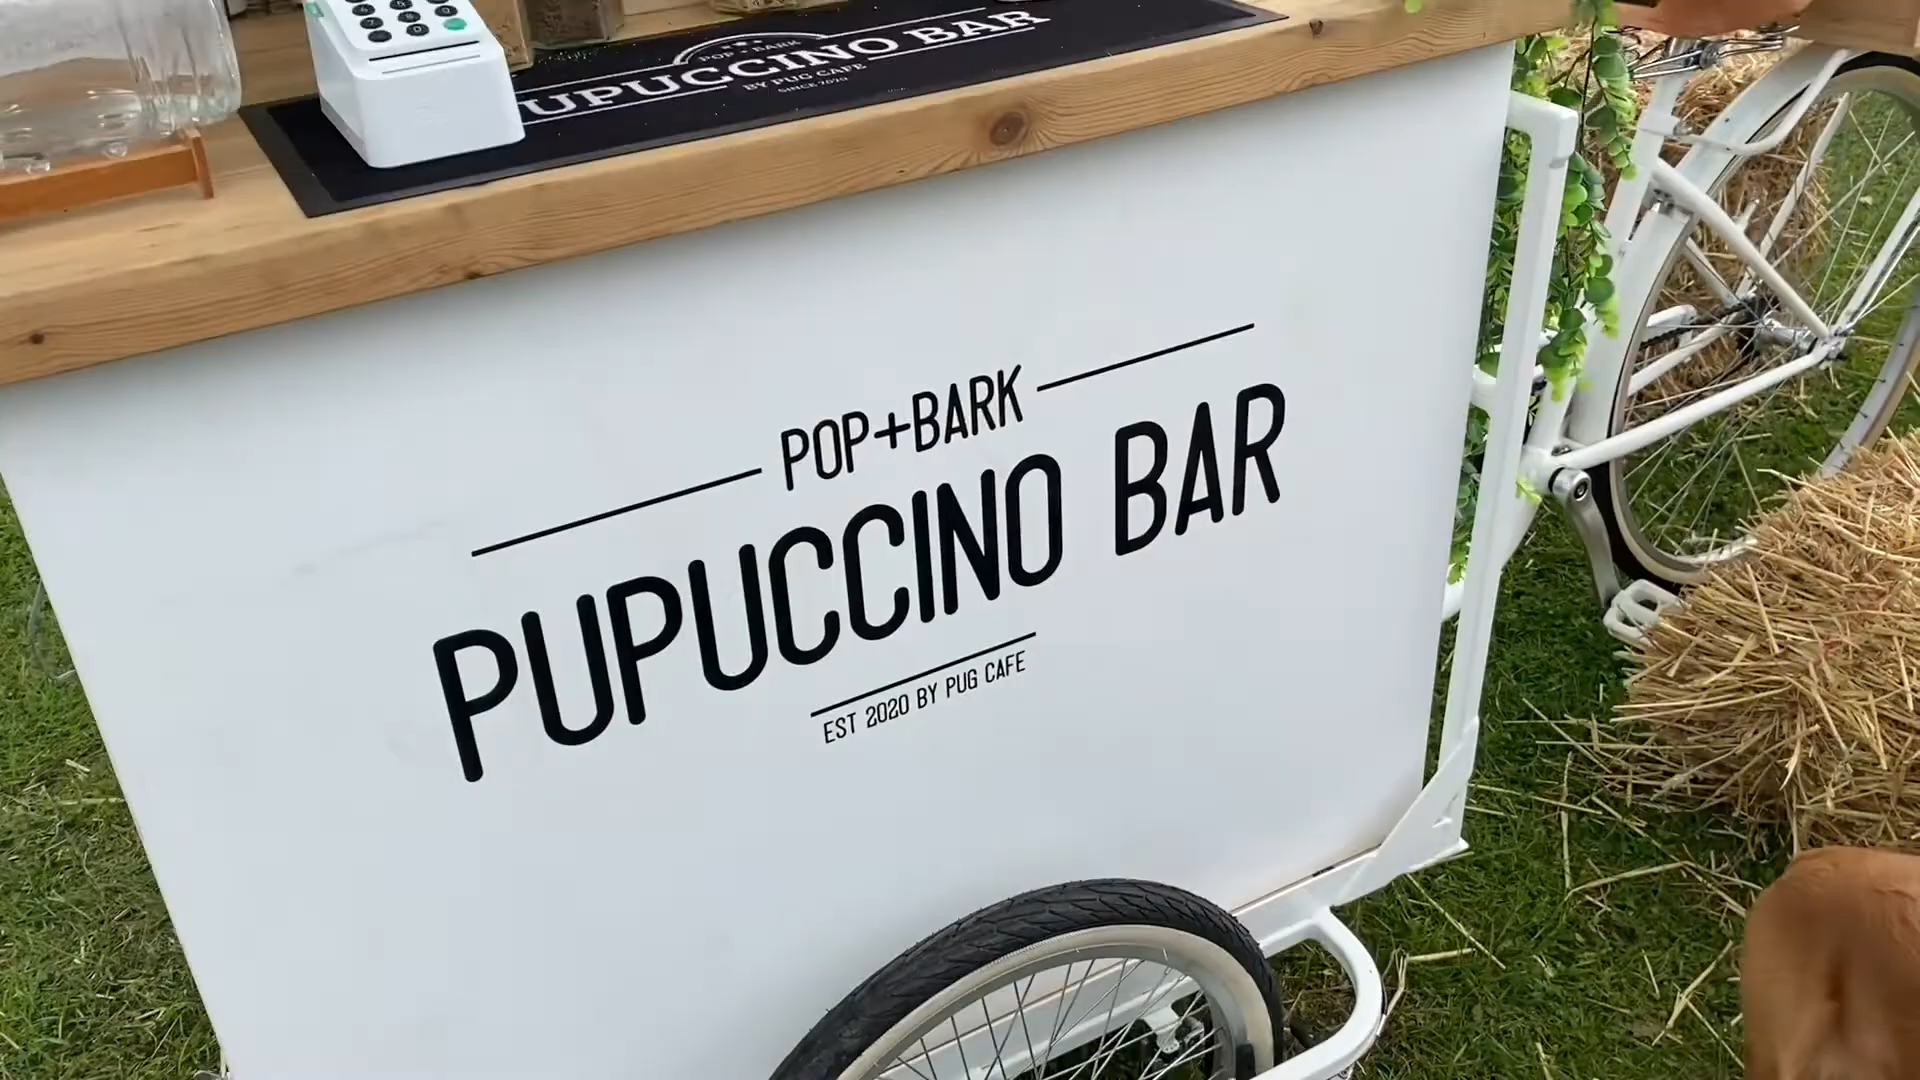 POP + BARK
PUPUCCINO BAR
BY PUG CAFE
SINCE 2020
POP+BARK
PUPUCCINO BAR
EST 2020 BY PUG CAFE